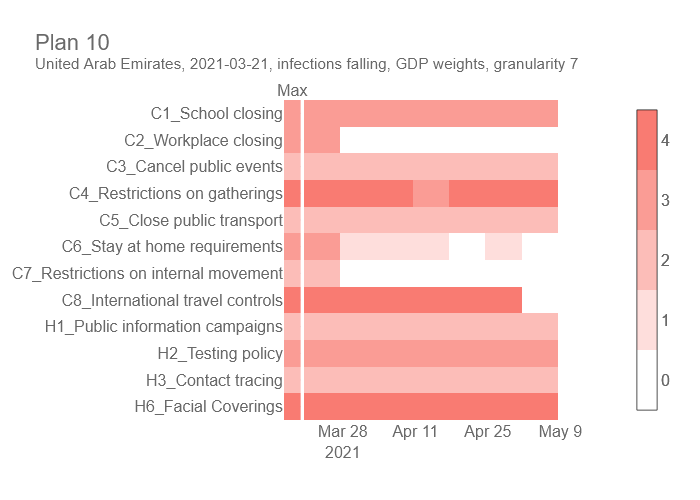 Plan 10
United Arab Emirates, 2021-03-21, infections falling, GDP weights, granularity 7
Max
C1_School closing
C2_Workplace closing
C3_Cancel public events
C4_Restrictions on gatherings
C5_Close public transport
C6_Stay at home requirements
C7_Restrictions on internal movement
C8_International travel controls
H1_Public information campaigns
H2_Testing policy
H3_Contact tracing
H6_Facial Coverings
Mar 28 Apr 11 Apr 25 May 9
2021
4
3
2
1
0